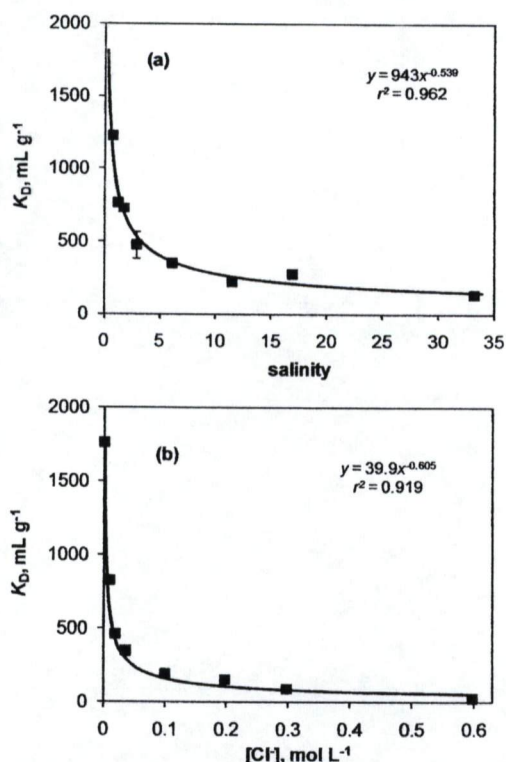 2000
(a)
y = 943x⁻⁰·⁵³⁹
r² = 0.962
1500
1000
500
0
K_D, mL g⁻¹
0 5 10 15 20 25 30 35
salinity
2000
(b)
y = 39.9x⁻⁰·⁶⁰⁵
r² = 0.919
1500
1000
500
0
K_D, mL g⁻¹
0 0.1 0.2 0.3 0.4 0.5 0.6
[Cl⁻], mol L⁻¹